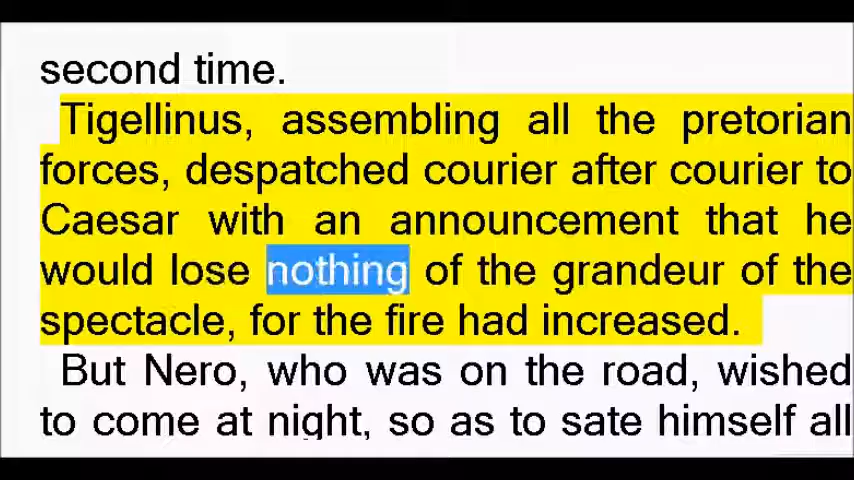 second time.
Tigellinus, assembling all the pretorian
forces, despatched courier after courier to
Caesar with an announcement that he
would lose nothing of the grandeur of the
spectacle, for the fire had increased.
But Nero, who was on the road, wished
to come at night, so as to sate himself all